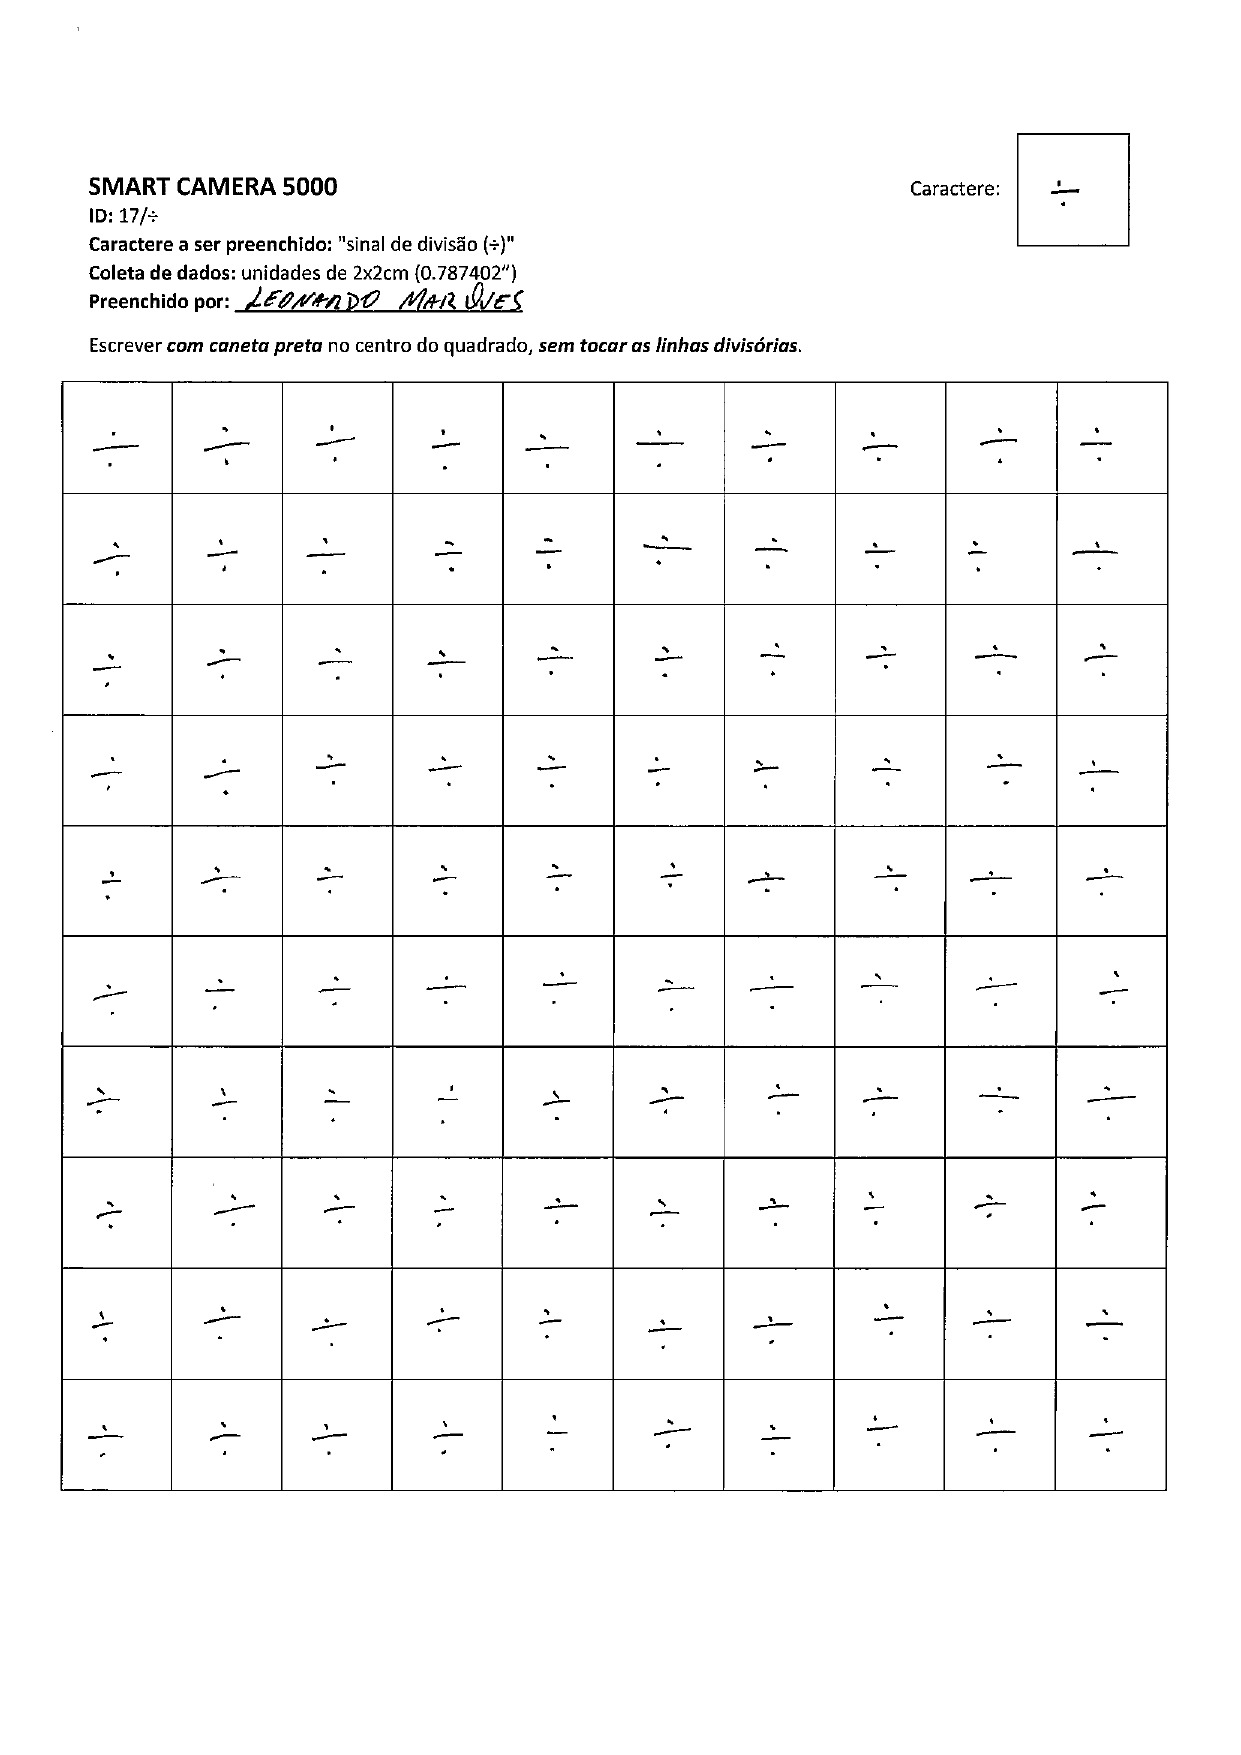 SMART CAMERA 5000
Caractere: ÷
ID: 17/÷
Caractere a ser preenchido: "sinal de divisão (÷)"
Coleta de dados: unidades de 2x2cm (0.787402”)
Preenchido por: LEONARDO MARQUES
Escrever com caneta preta no centro do quadrado, sem tocar as linhas divisórias.
÷ ÷ ÷ ÷ ÷ ÷ ÷ ÷ ÷ ÷
÷ ÷ ÷ ÷ ÷ ÷ ÷ ÷ ÷ ÷
÷ ÷ ÷ ÷ ÷ ÷ ÷ ÷ ÷ ÷
÷ ÷ ÷ ÷ ÷ ÷ ÷ ÷ ÷ ÷
÷ ÷ ÷ ÷ ÷ ÷ ÷ ÷ ÷ ÷
÷ ÷ ÷ ÷ ÷ ÷ ÷ ÷ ÷ ÷
÷ ÷ ÷ ÷ ÷ ÷ ÷ ÷ ÷ ÷
÷ ÷ ÷ ÷ ÷ ÷ ÷ ÷ ÷ ÷
÷ ÷ ÷ ÷ ÷ ÷ ÷ ÷ ÷ ÷
÷ ÷ ÷ ÷ ÷ ÷ ÷ ÷ ÷ ÷